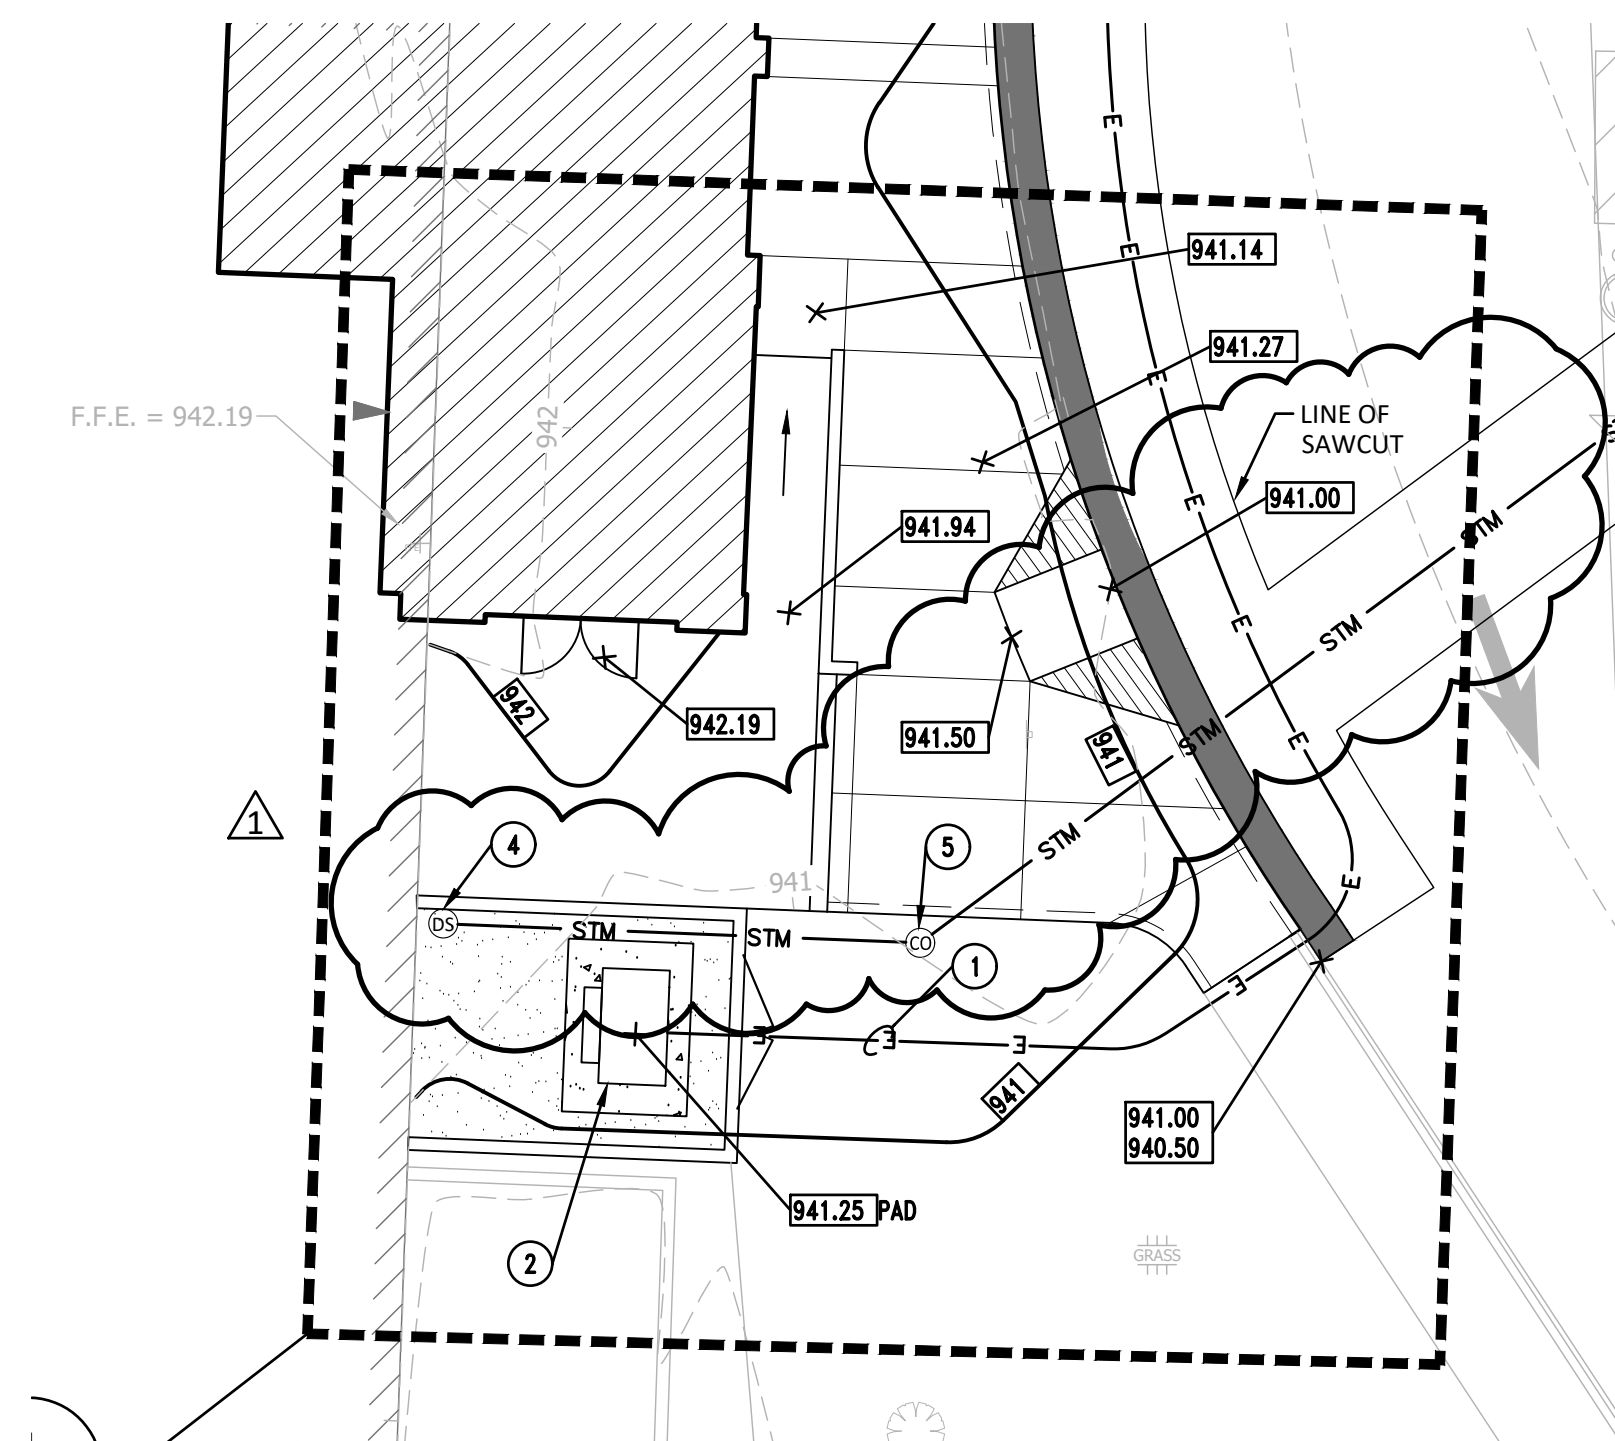 E
E
941.14
941.27
E
F.F.E. = 942.19
942
LINE OF
SAWCUT
941.94
E
941.00
STM
E
STM
942
942.19
941.50
941
STM
E
1
4
5
STM
941
E
DS
STM
STM
CO
1
E
E
E
E
941
941.00
940.50
941.25 PAD
2
GRASS